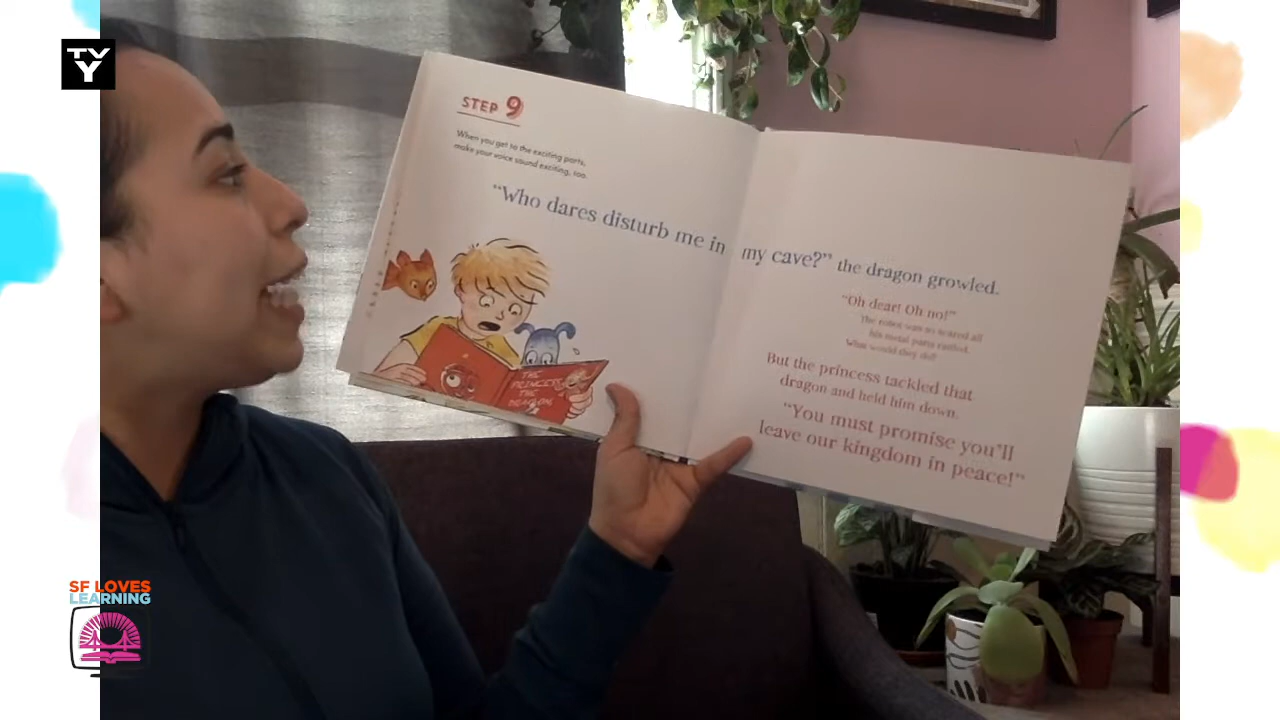 TV
Y
STEP 9
When you get to the exciting parts,
make your voice sound exciting, too.
"Who dares disturb me in my cave?" the dragon growled.
"Oh dear! Oh no!"
The robot was so scared all
his metal parts rattled.
What would they do?
But the princess tackled that
dragon and held him down.
"You must promise you'll
leave our kingdom in peace!"
THE
PRINCESS
THE
DRAGON
SF LOVES
LEARNING